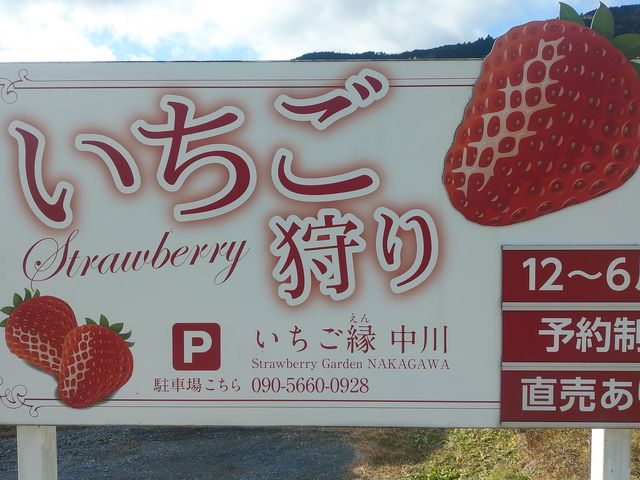 いちご
狩り
Strawberry
12〜6
予約制
直売あ
P
駐車場こちら
えん
いちご縁 中川
Strawberry Garden NAKAGAWA
090-5660-0928